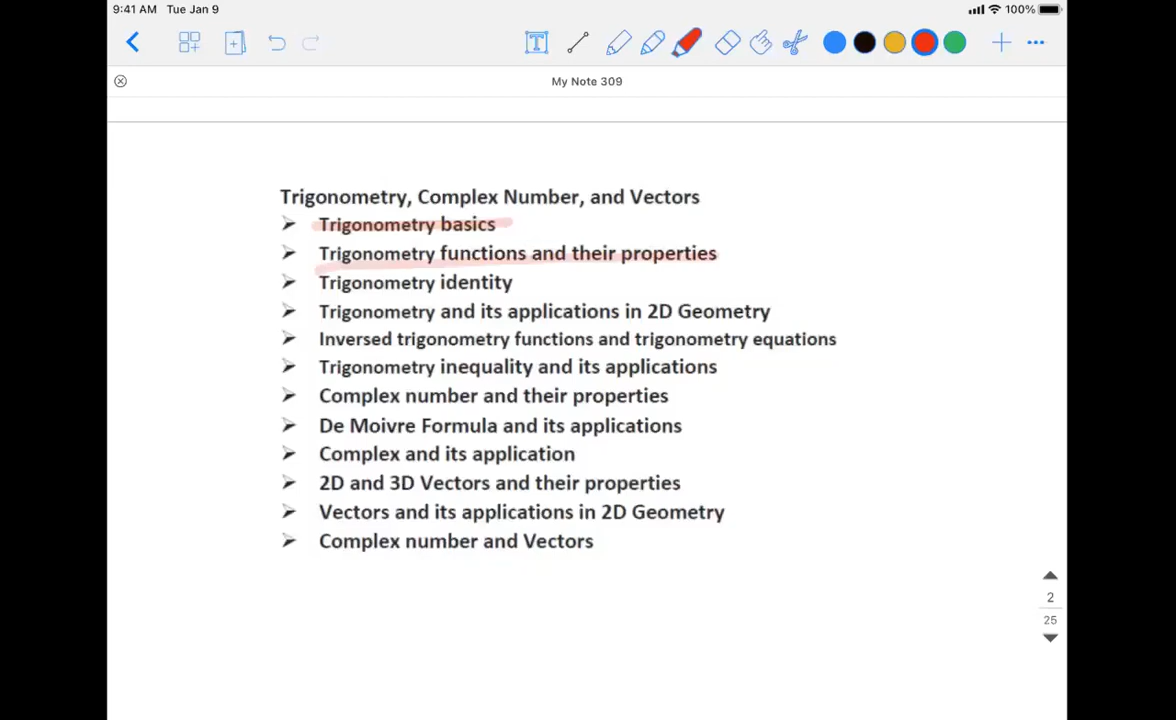 9:41 AM Tue Jan 9 100%
My Note 309
Trigonometry, Complex Number, and Vectors
➢ Trigonometry basics
➢ Trigonometry functions and their properties
➢ Trigonometry identity
➢ Trigonometry and its applications in 2D Geometry
➢ Inversed trigonometry functions and trigonometry equations
➢ Trigonometry inequality and its applications
➢ Complex number and their properties
➢ De Moivre Formula and its applications
➢ Complex and its application
➢ 2D and 3D Vectors and their properties
➢ Vectors and its applications in 2D Geometry
➢ Complex number and Vectors
2
25